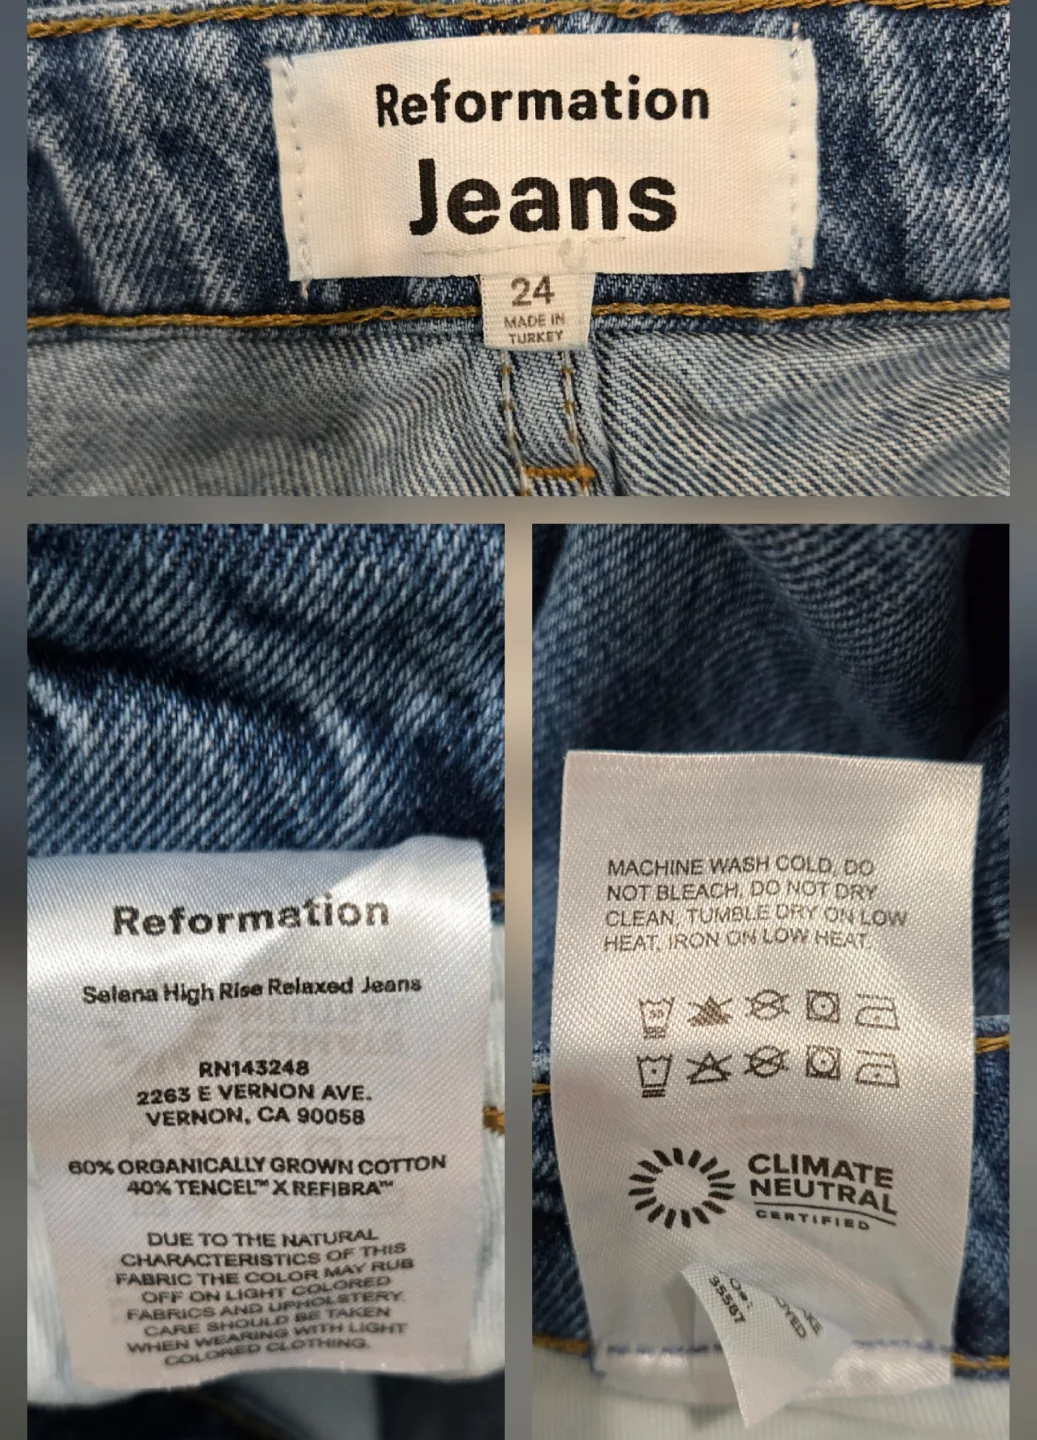 Reformation
Jeans
24
MADE IN
TURKEY
Reformation
Selena High Rise Relaxed Jeans
RN143248
2263 E VERNON AVE.
VERNON, CA 90058
60% ORGANICALLY GROWN COTTON
40% TENCEL™ X REFIBRA™
DUE TO THE NATURAL
CHARACTERISTICS OF THIS
FABRIC THE COLOR MAY RUB
OFF ON LIGHT COLORED
FABRICS AND UPHOLSTERY.
CARE SHOULD BE TAKEN
WHEN WEARING WITH LIGHT
COLORED CLOTHING.
MACHINE WASH COLD, DO
NOT BLEACH, DO NOT DRY
CLEAN, TUMBLE DRY ON LOW
HEAT, IRON ON LOW HEAT.
30
CLIMATE
NEUTRAL
CERTIFIED
35587